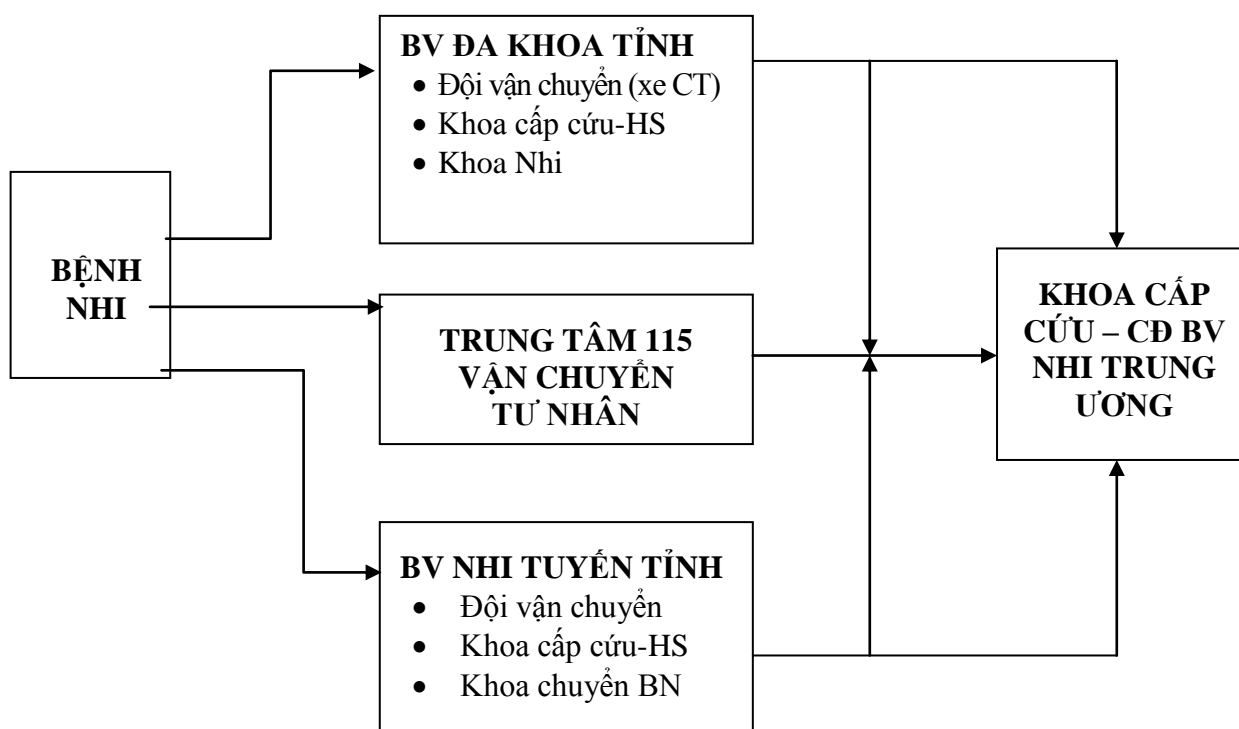 BV ĐA KHOA TỈNH
• Đội vận chuyển (xe CT)
• Khoa cấp cứu-HS
• Khoa Nhi
BỆNH
NHI
TRUNG TÂM 115
VẬN CHUYỂN
TƯ NHÂN
KHOA CẤP
CỨU – CĐ BV
NHI TRUNG
ƯƠNG
BV NHI TUYẾN TỈNH
• Đội vận chuyển
• Khoa cấp cứu-HS
• Khoa chuyển BN